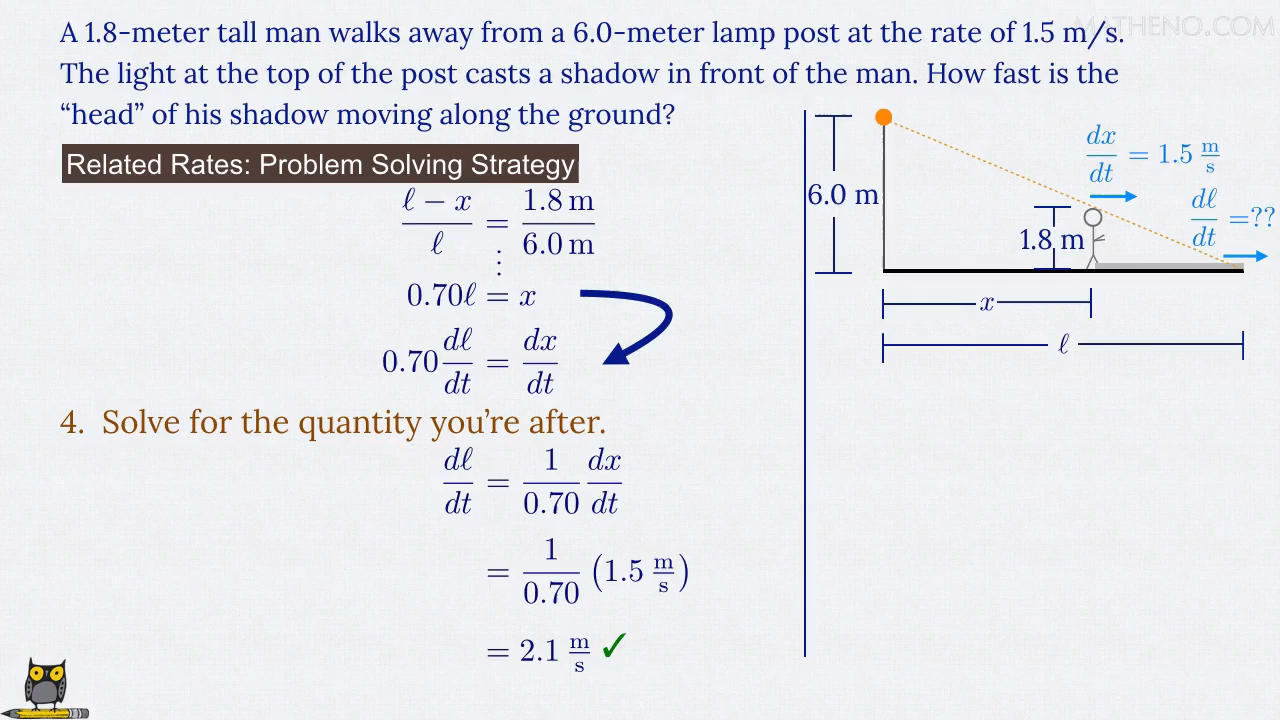 MATHENO.COM
A 1.8-meter tall man walks away from a 6.0-meter lamp post at the rate of 1.5 m/s.
The light at the top of the post casts a shadow in front of the man. How fast is the
“head” of his shadow moving along the ground?
Related Rates: Problem Solving Strategy
(ℓ − x)/ℓ = 1.8 m/6.0 m
⋮
0.70ℓ = x
0.70 dℓ/dt = dx/dt
4. Solve for the quantity you’re after.
dℓ/dt = 1/0.70 dx/dt
= 1/0.70 (1.5 m/s)
= 2.1 m/s ✓
dx/dt = 1.5 m/s
6.0 m
dℓ/dt =??
1.8 m
x
ℓ